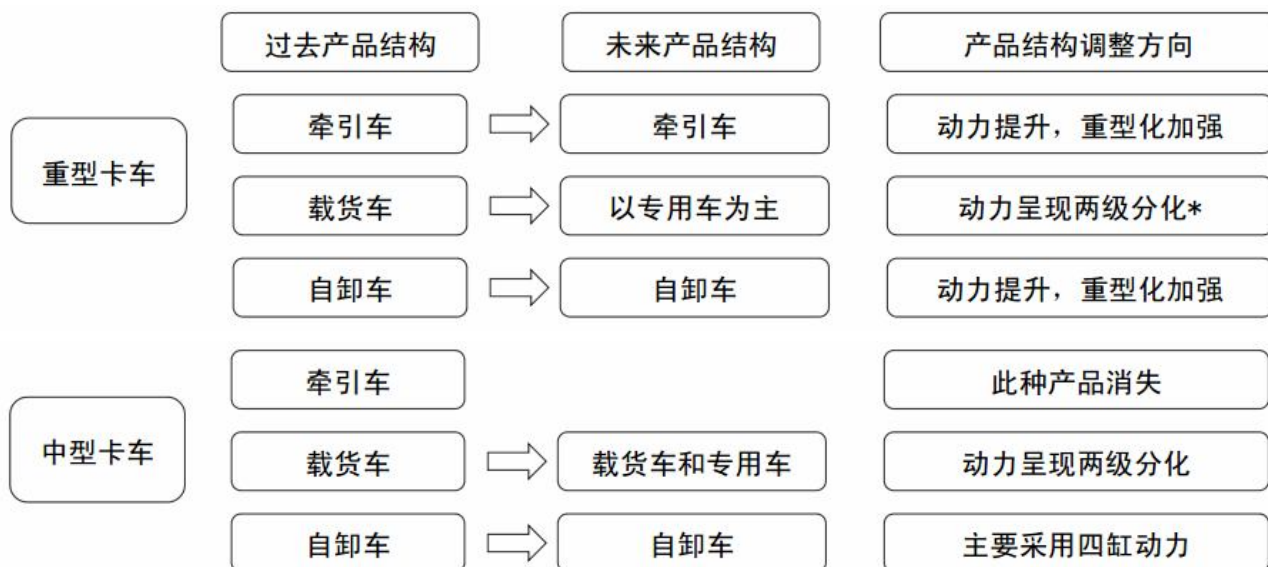 过去产品结构 未来产品结构 产品结构调整方向
牵引车 牵引车 动力提升，重型化加强
重型卡车
载货车 以专用车为主 动力呈现两级分化*
自卸车 自卸车 动力提升，重型化加强
牵引车 此种产品消失
中型卡车
载货车 载货车和专用车 动力呈现两级分化
自卸车 自卸车 主要采用四缸动力